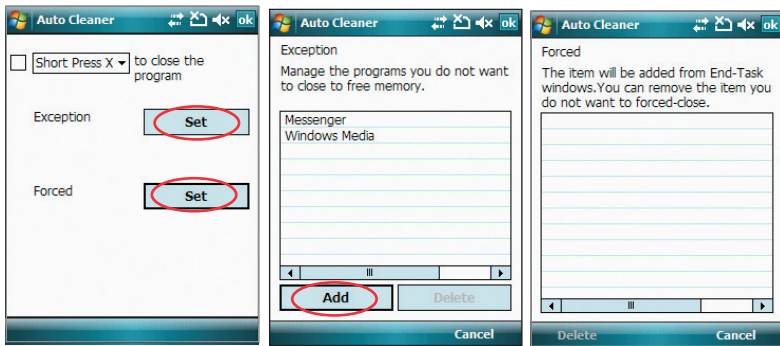 Auto Cleaner
ok
Short Press X
to close the
program
Exception
Set
Forced
Set
Auto Cleaner
ok
Exception
Manage the programs you do not want
to close to free memory.
Messenger
Windows Media
Add
Delete
Cancel
Auto Cleaner
ok
Forced
The item will be added from End-Task
windows.You can remove the item you
do not want to forced-close.
Delete
Cancel